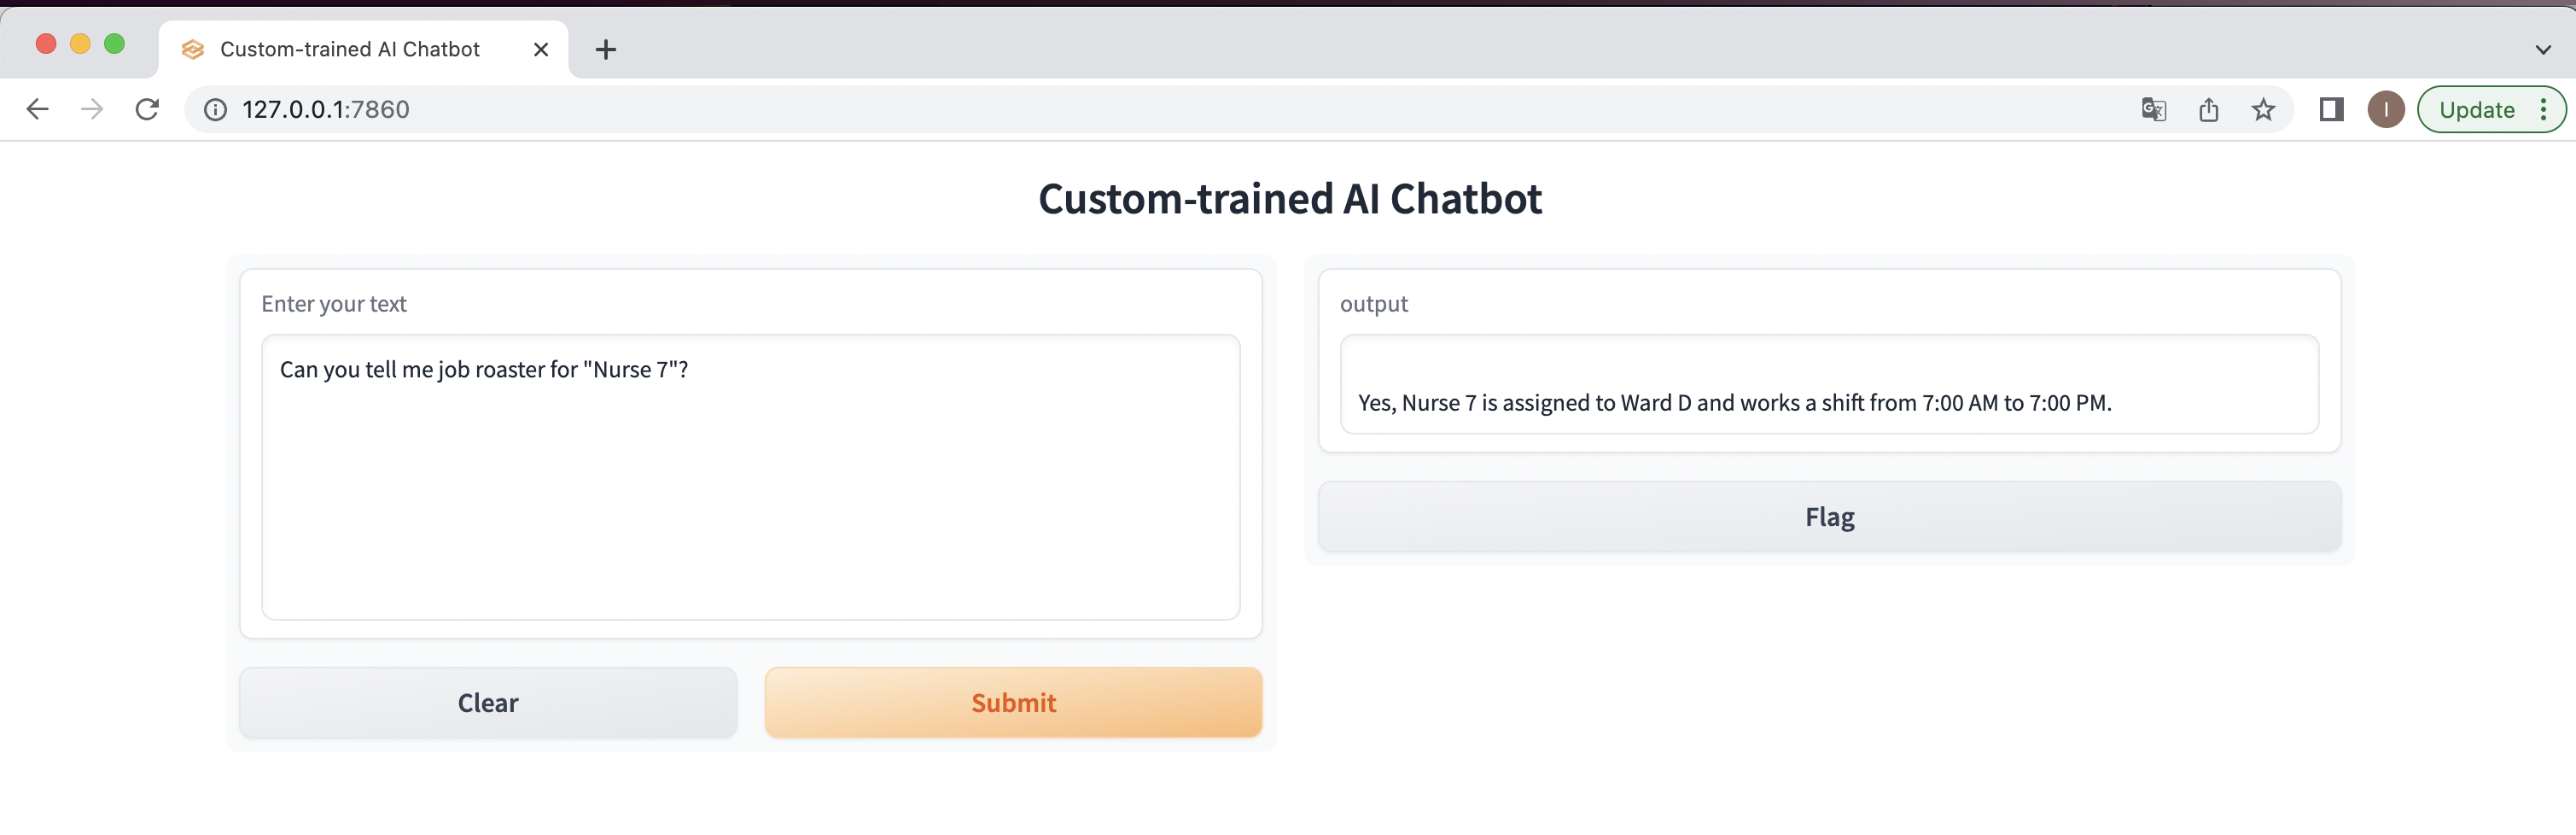 Custom-trained AI Chatbot
127.0.0.1:7860
I
Update
Custom-trained AI Chatbot
Enter your text
Can you tell me job roaster for "Nurse 7"?
Clear
Submit
output
Yes, Nurse 7 is assigned to Ward D and works a shift from 7:00 AM to 7:00 PM.
Flag